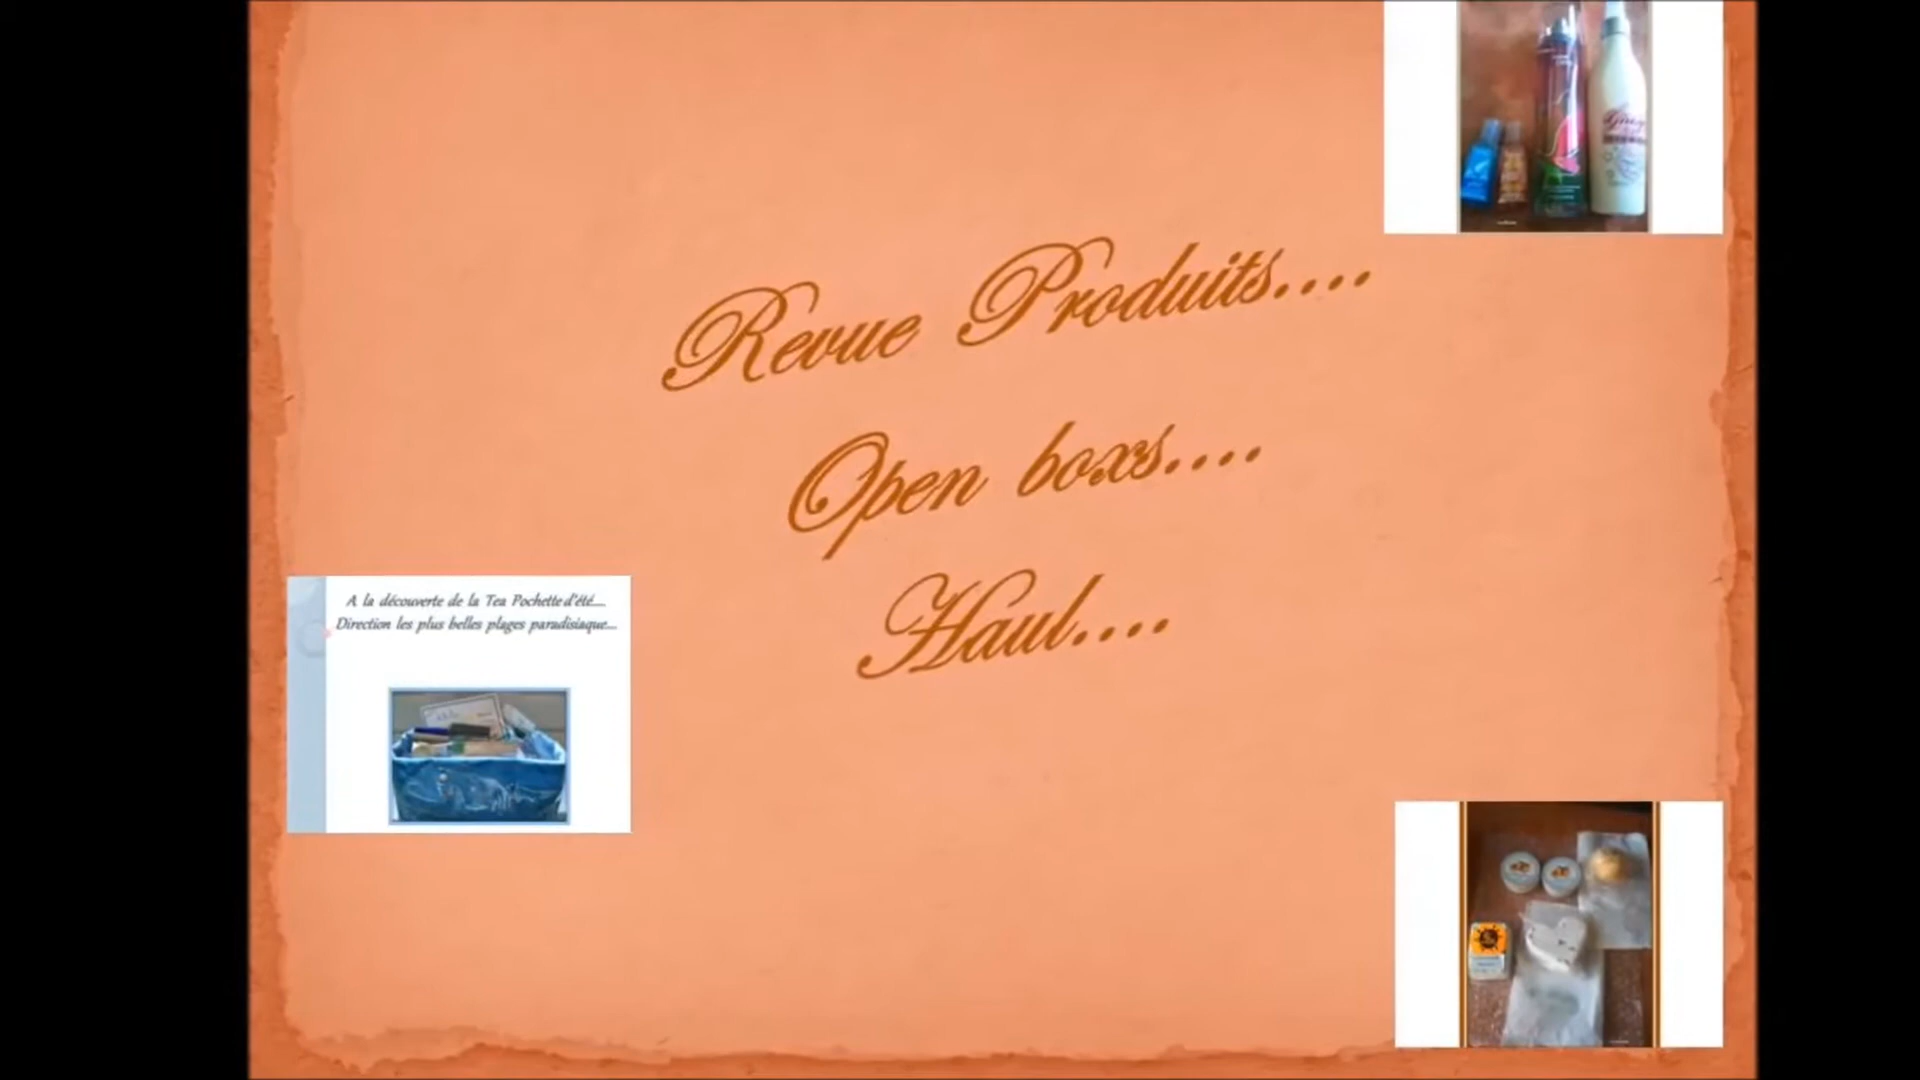 Revue Produits....
Open boxs....
Haul....
A la découverte de la Tea Pochette d'été....
Direction les plus belles plages paradisiaque....